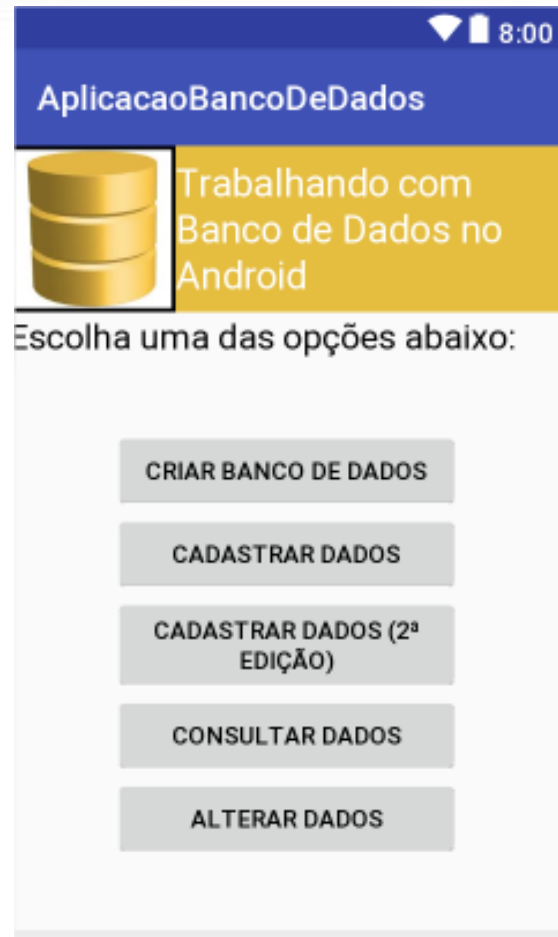 8:00
AplicacaoBancoDeDados
Trabalhando com
Banco de Dados no
Android
Escolha uma das opções abaixo:
CRIAR BANCO DE DADOS
CADASTRAR DADOS
CADASTRAR DADOS (2ª
EDIÇÃO)
CONSULTAR DADOS
ALTERAR DADOS